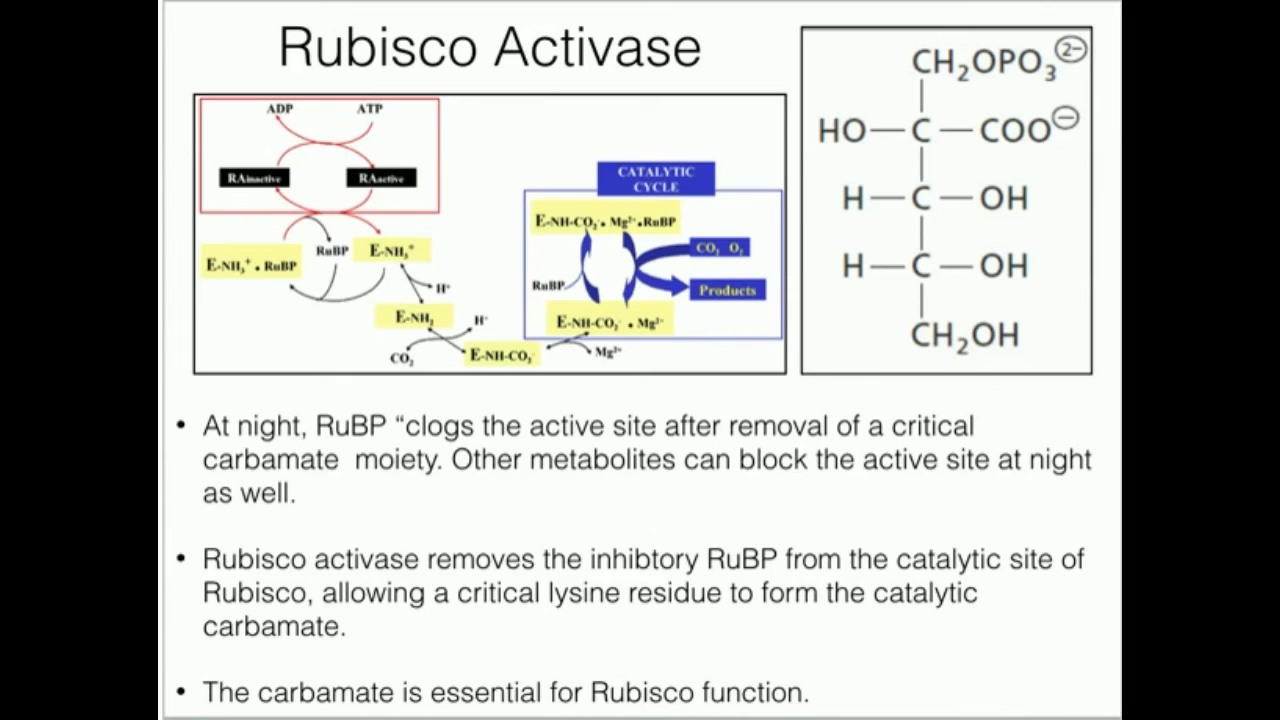 Rubisco Activase
ADP ATP
RAinactive RAactive
E-NH₃⁺ • RuBP
RuBP
E-NH₃⁺
H⁺
E-NH₂
H⁺
CO₂
E-NH-CO₂⁻
Mg²⁺
CATALYTIC
CYCLE
E-NH-CO₂⁻ • Mg²⁺ • RuBP
CO₂ O₂
RuBP
Products
E-NH-CO₂⁻ • Mg²⁺
CH₂OPO₃ 2−
HO—C—COO −
H—C—OH
H—C—OH
CH₂OH
• At night, RuBP “clogs the active site after removal of a critical
carbamate moiety. Other metabolites can block the active site at night
as well.
• Rubisco activase removes the inhibtory RuBP from the catalytic site of
Rubisco, allowing a critical lysine residue to form the catalytic
carbamate.
• The carbamate is essential for Rubisco function.